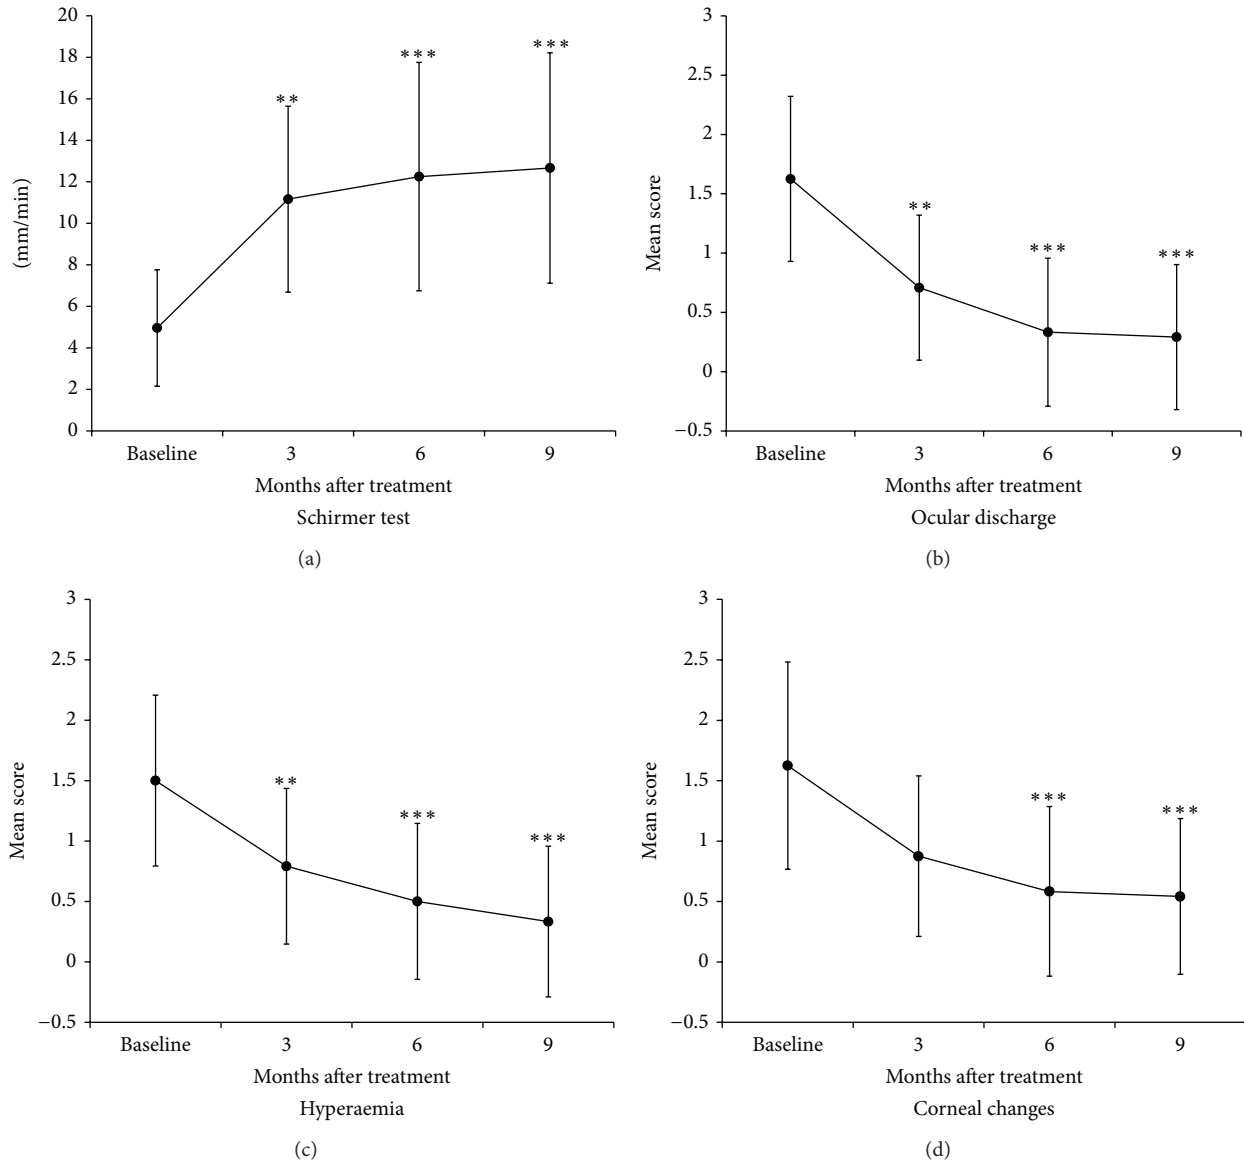 20
18
16
14
12
10
8
6
4
2
0
(mm/min)
**
***
***
Baseline 3 6 9
Months after treatment
Schirmer test
(a)
3
2.5
2
1.5
1
0.5
0
−0.5
Mean score
**
***
***
Baseline 3 6 9
Months after treatment
Ocular discharge
(b)
3
2.5
2
1.5
1
0.5
0
−0.5
Mean score
**
***
***
Baseline 3 6 9
Months after treatment
Hyperaemia
(c)
3
2.5
2
1.5
1
0.5
0
−0.5
Mean score
***
***
Baseline 3 6 9
Months after treatment
Corneal changes
(d)